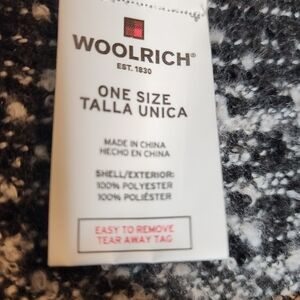 WOOLRICH®
EST. 1830
ONE SIZE
TALLA UNICA
MADE IN CHINA
HECHO EN CHINA
SHELL/EXTERIOR:
100% POLYESTER
100% POLIÉSTER
EASY TO REMOVE
TEAR AWAY TAG